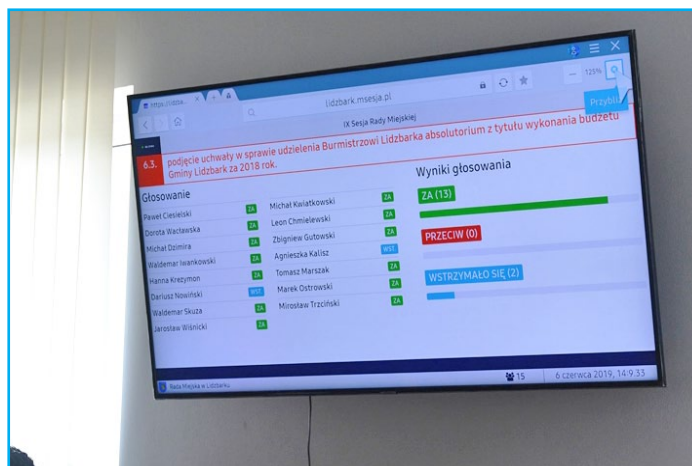 https://lidzba...
lidzbark.msesja.pl
125%
Przybliż
IX Sesja Rady Miejskiej
6.3. podjęcie uchwały w sprawie udzielenia Burmistrzowi Lidzbarka absolutorium z tytułu wykonania budżetu
Gminy Lidzbark za 2018 rok.
Głosowanie
Paweł Ciesielski ZA
Dorota Wacławska ZA
Michał Dzimira ZA
Waldemar Iwankowski ZA
Hanna Krezymon ZA
Dariusz Nowiński WST.
Waldemar Skuza ZA
Jarosław Wiśnicki ZA
Michał Kwiatkowski ZA
Leon Chmielewski ZA
Zbigniew Gutowski ZA
Agnieszka Kalisz WST.
Tomasz Marszak ZA
Marek Ostrowski ZA
Mirosław Trzciński ZA
Wyniki głosowania
ZA (13)
PRZECIW (0)
WSTRZYMAŁO SIĘ (2)
Rada Miejska w Lidzbarku
15
6 czerwca 2019, 14:9:33